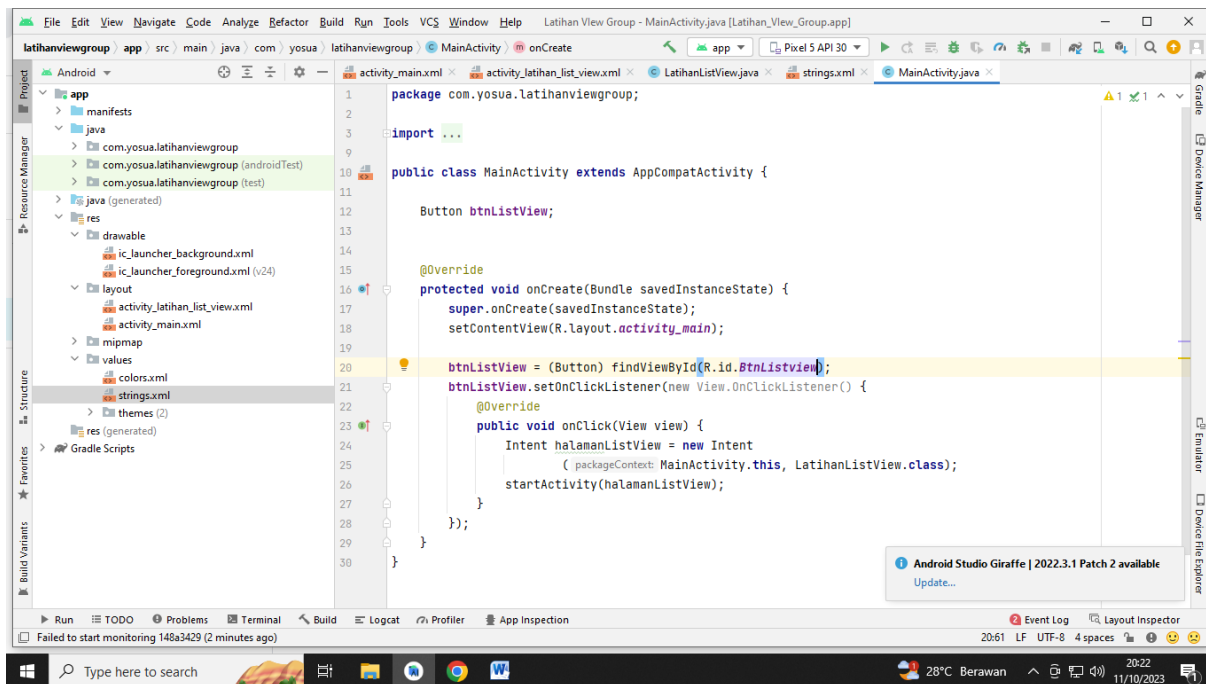 File Edit View Navigate Code Analyze Refactor Build Run Tools VCS Window Help Latihan View Group - MainActivity.java [Latihan_View_Group.app]
latihanviewgroup app src main java com yosua latihanviewgroup MainActivity onCreate app Pixel 5 API 30
Android
activity_main.xml activity_latihan_list_view.xml LatihanListView.java strings.xml MainActivity.java
Project
Resource Manager
Structure
Favorites
Build Variants
app
manifests
java
com.yosua.latihanviewgroup
com.yosua.latihanviewgroup (androidTest)
com.yosua.latihanviewgroup (test)
java (generated)
res
drawable
ic_launcher_background.xml
ic_launcher_foreground.xml (v24)
layout
activity_latihan_list_view.xml
activity_main.xml
mipmap
values
colors.xml
strings.xml
themes (2)
res (generated)
Gradle Scripts
1 package com.yosua.latihanviewgroup;
2
3 import ...
9
10 public class MainActivity extends AppCompatActivity {
11
12 Button btnListView;
13
14
15 @Override
16 protected void onCreate(Bundle savedInstanceState) {
17 super.onCreate(savedInstanceState);
18 setContentView(R.layout.activity_main);
19
20 btnListView = (Button) findViewById(R.id.BtnListview);
21 btnListView.setOnClickListener(new View.OnClickListener() {
22 @Override
23 public void onClick(View view) {
24 Intent halamanListView = new Intent
25 ( packageContext: MainActivity.this, LatihanListView.class);
26 startActivity(halamanListView);
27 }
28 });
29 }
30 }
1 1
Gradle
Device Manager
Emulator
Device File Explorer
Android Studio Giraffe | 2022.3.1 Patch 2 available
Update...
Run TODO Problems Terminal Build Logcat Profiler App Inspection 2 Event Log Layout Inspector
Failed to start monitoring 148a3429 (2 minutes ago) 20:61 LF UTF-8 4 spaces
Type here to search 28°C Berawan 20:22
11/10/2023